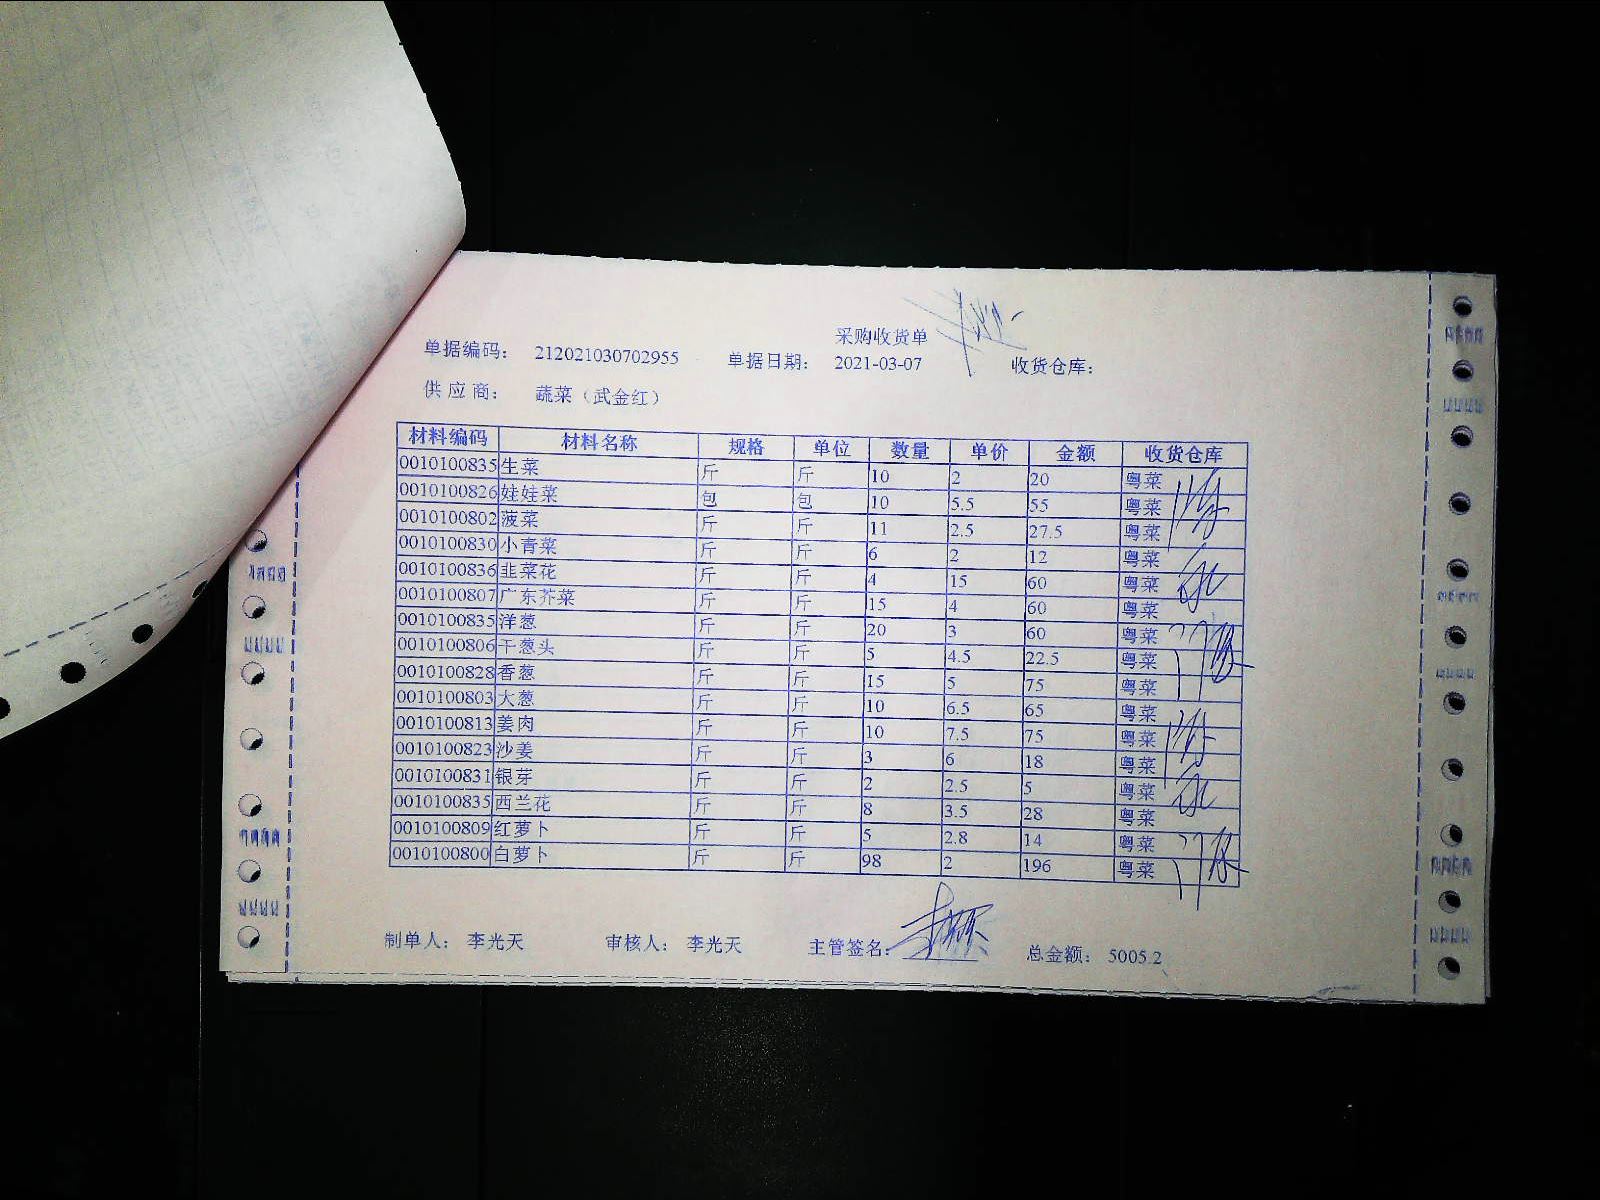 采购收货单
单据编码： 212021030702955 单据日期： 2021-03-07 收货仓库：
供应商： 蔬菜（武金红）
材料编码 材料名称 规格 单位 数量 单价 金额 收货仓库
0010100835 生菜 斤 斤 10 2 20 粤菜
0010100826 娃娃菜 包 包 10 5.5 55 粤菜
0010100802 菠菜 斤 斤 11 2.5 27.5 粤菜
0010100830 小青菜 斤 斤 6 2 12 粤菜
0010100836 韭菜花 斤 斤 4 15 60 粤菜
0010100807 广东芥菜 斤 斤 15 4 60 粤菜
0010100835 洋葱 斤 斤 20 3 60 粤菜
0010100806 干葱头 斤 斤 5 4.5 22.5 粤菜
0010100828 香葱 斤 斤 15 5 75 粤菜
0010100803 大葱 斤 斤 10 6.5 65 粤菜
0010100813 姜肉 斤 斤 10 7.5 75 粤菜
0010100823 沙姜 斤 斤 3 6 18 粤菜
0010100831 银芽 斤 斤 2 2.5 5 粤菜
0010100835 西兰花 斤 斤 8 3.5 28 粤菜
0010100809 红萝卜 斤 斤 5 2.8 14 粤菜
0010100800 白萝卜 斤 斤 98 2 196 粤菜
制单人： 李光天 审核人： 李光天 主管签名： 总金额： 5005.2